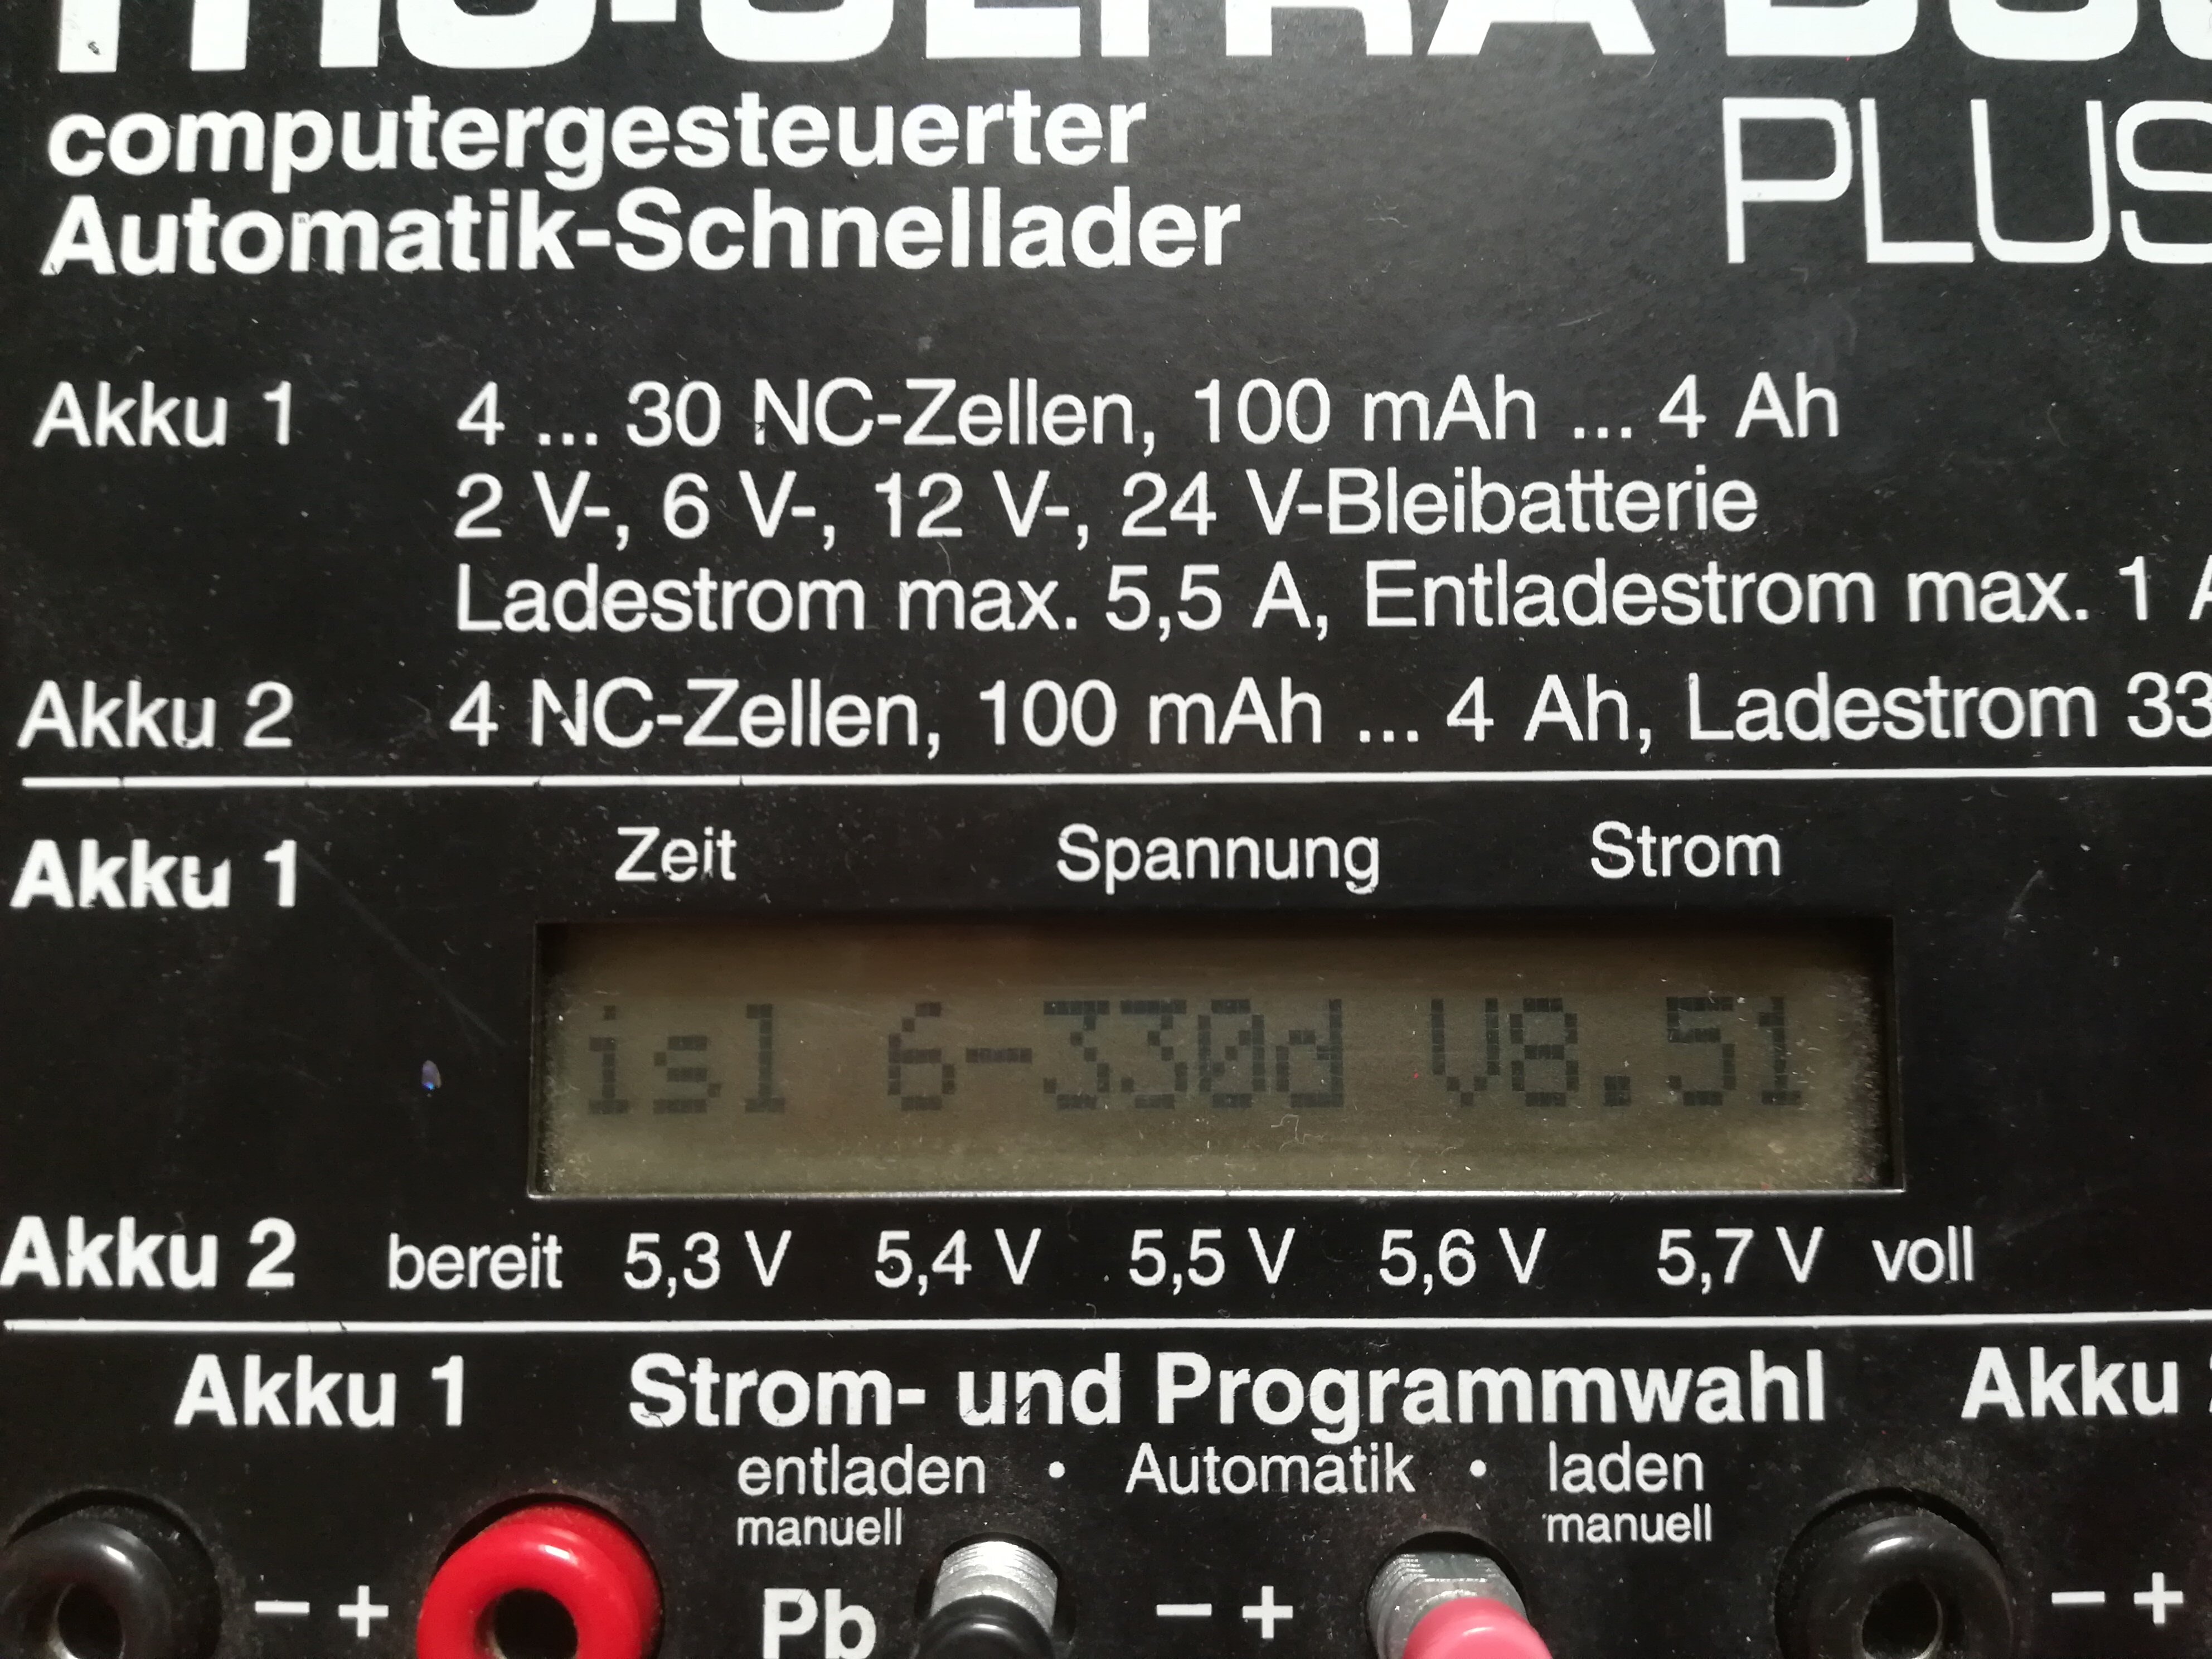 computergesteuerter
Automatik-Schnellader
PLUS
Akku 1 4 ... 30 NC-Zellen, 100 mAh ... 4 Ah
2 V-, 6 V-, 12 V-, 24 V-Bleibatterie
Ladestrom max. 5,5 A, Entladestrom max. 1 A
Akku 2 4 NC-Zellen, 100 mAh ... 4 Ah, Ladestrom 33
Akku 1 Zeit Spannung Strom
isl 6-330d V8.51
Akku 2 bereit 5,3 V 5,4 V 5,5 V 5,6 V 5,7 V voll
Akku 1 Strom- und Programmwahl Akku
entladen • Automatik • laden
manuell manuell
− + Pb − + − +